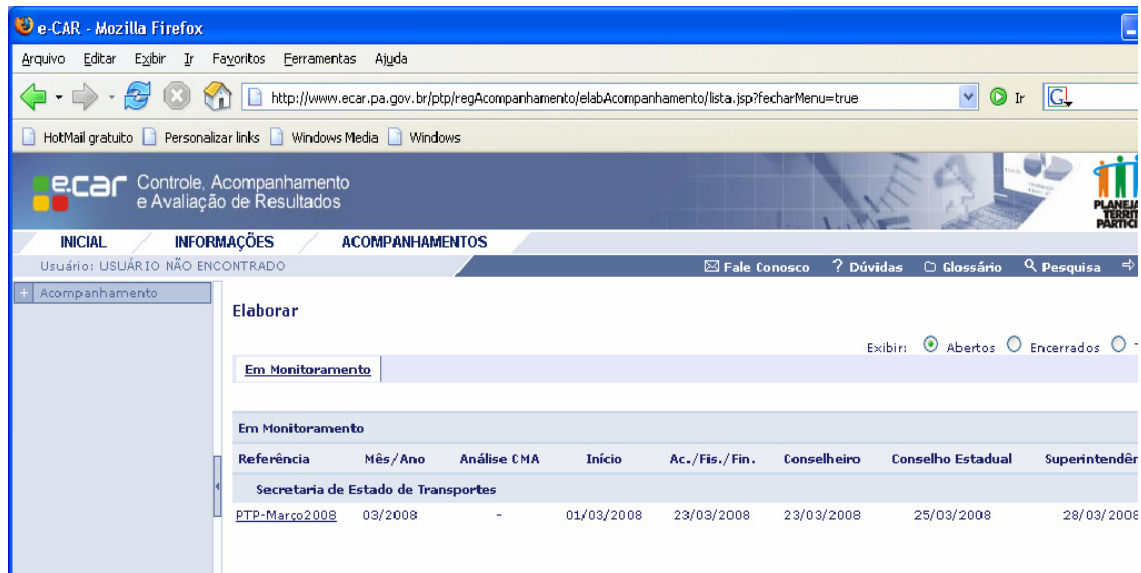 e-CAR - Mozilla Firefox
Arquivo Editar Exibir Ir Favoritos Ferramentas Ajuda
http://www.ecar.pa.gov.br/ptp/regAcompanhamento/elabAcompanhamento/lista.jsp?fecharMenu=true Ir G
HotMail gratuito Personalizar links Windows Media Windows
e.car Controle, Acompanhamento
e Avaliação de Resultados
PLANEJA
TERRIT
PARTICI
INICIAL INFORMAÇÕES ACOMPANHAMENTOS
Usuário: USUÁRIO NÃO ENCONTRADO Fale Conosco ? Dúvidas Glossário Pesquisa
+ Acompanhamento
Elaborar
Exibir: Abertos Encerrados
Em Monitoramento
Em Monitoramento
Referência Mês/Ano Análise CMA Início Ac./Fis./Fin. Conselheiro Conselho Estadual Superintendên
Secretaria de Estado de Transportes
PTP-Março2008 03/2008 - 01/03/2008 23/03/2008 23/03/2008 25/03/2008 28/03/2008